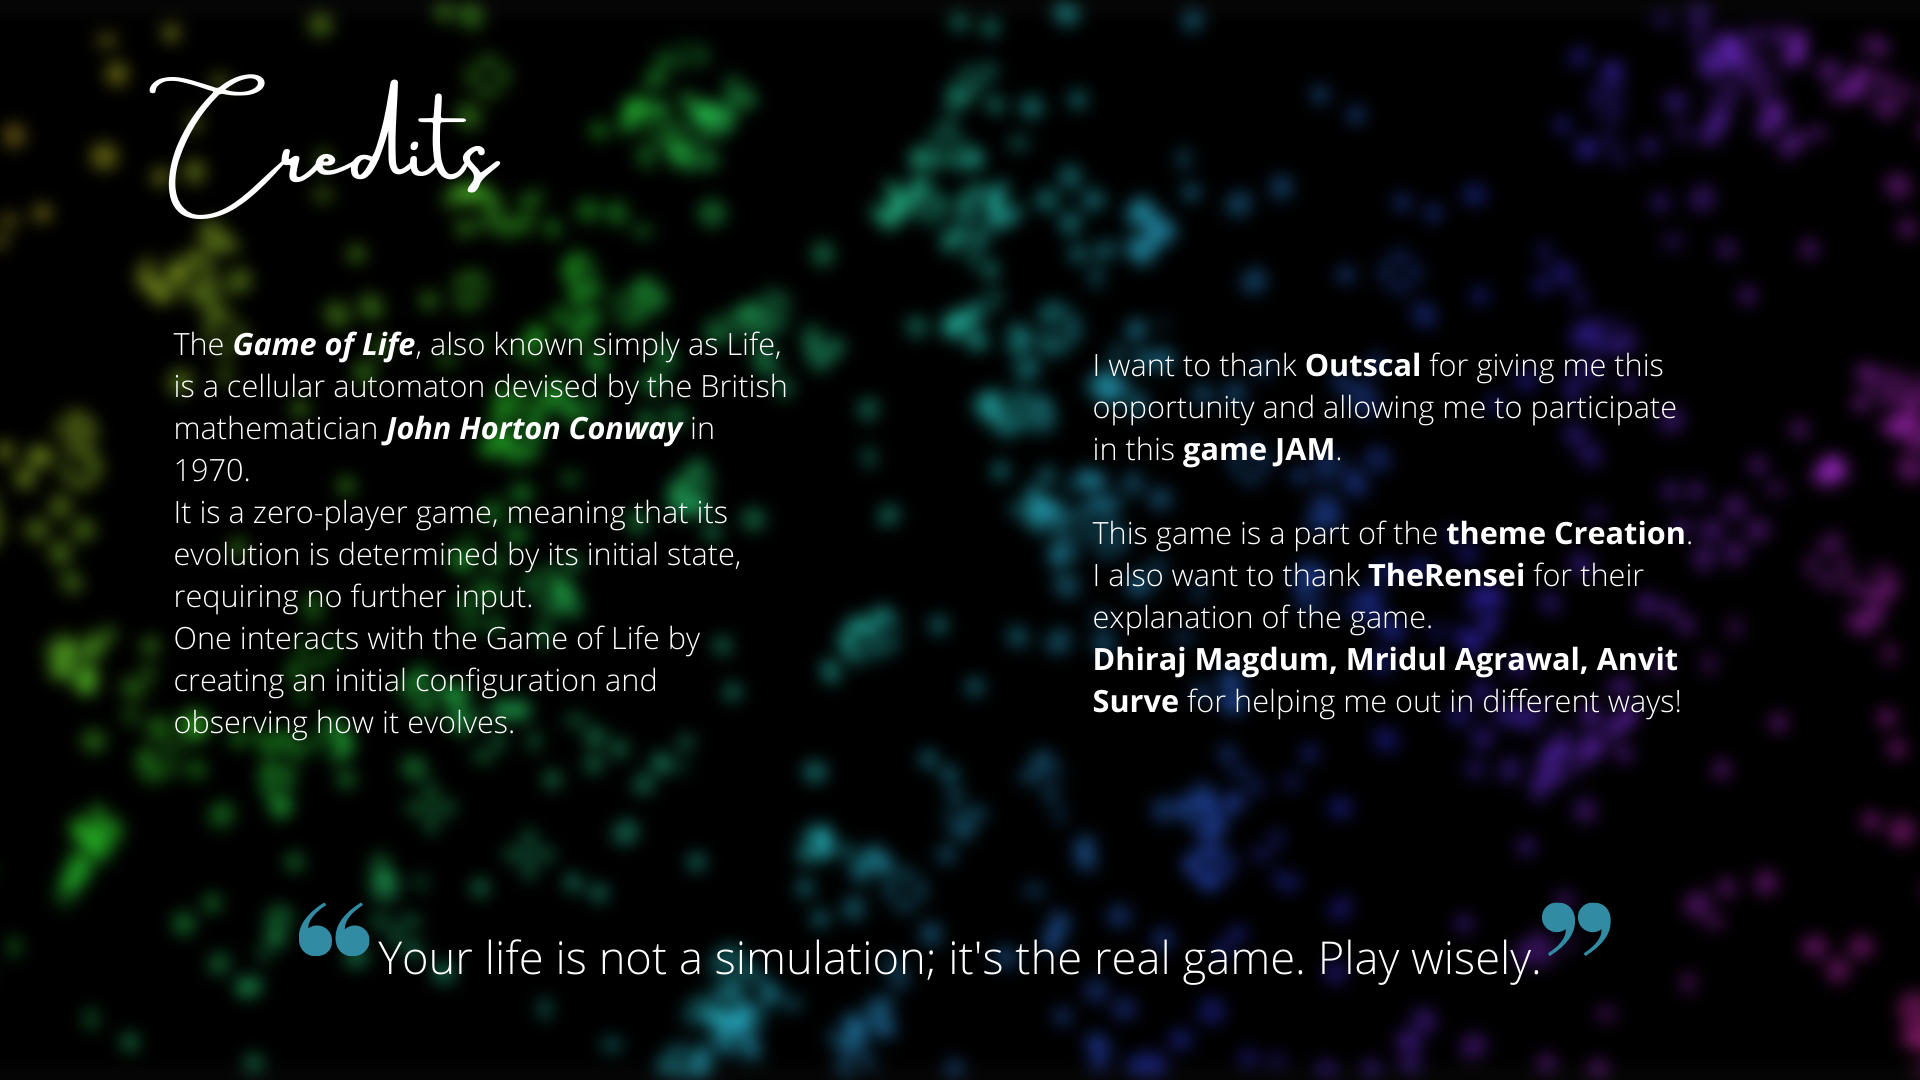 Credits
The Game of Life, also known simply as Life,
is a cellular automaton devised by the British
mathematician John Horton Conway in
1970.
It is a zero-player game, meaning that its
evolution is determined by its initial state,
requiring no further input.
One interacts with the Game of Life by
creating an initial configuration and
observing how it evolves.
I want to thank Outscal for giving me this
opportunity and allowing me to participate
in this game JAM.
This game is a part of the theme Creation.
I also want to thank TheRensei for their
explanation of the game.
Dhiraj Magdum, Mridul Agrawal, Anvit
Surve for helping me out in different ways!
“Your life is not a simulation; it's the real game. Play wisely.”